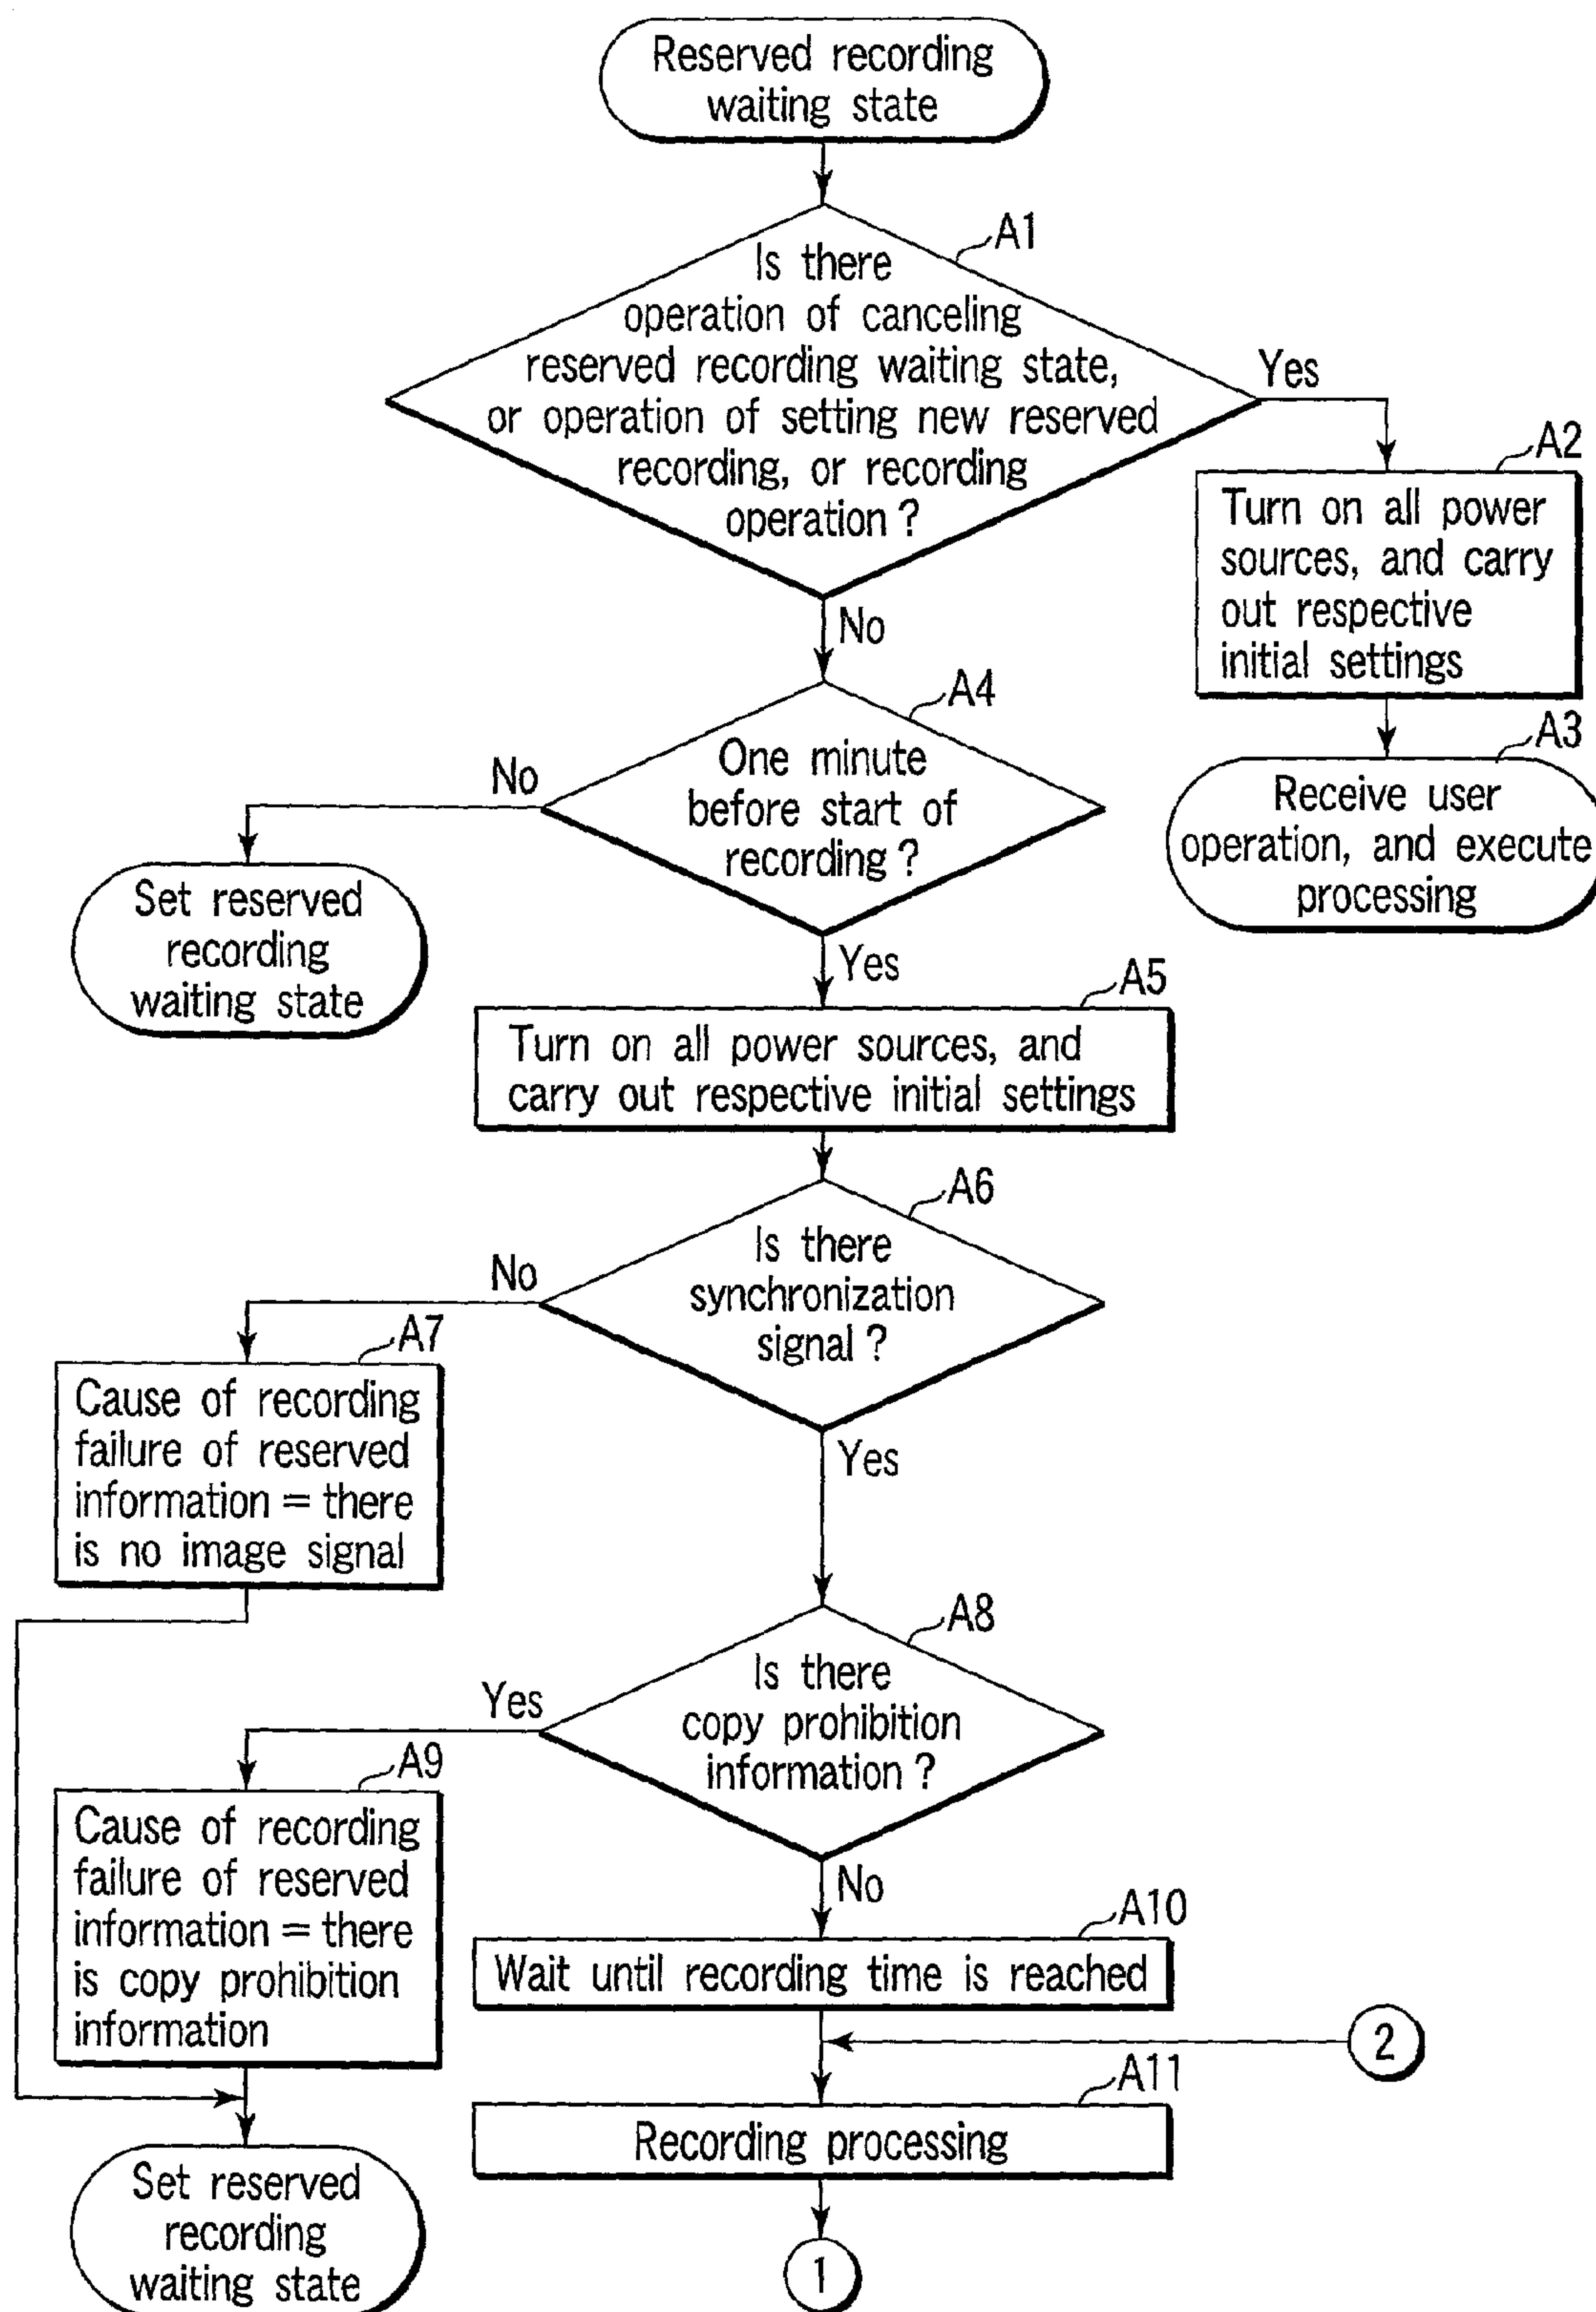 Reserved recording
waiting state
A1
Is there
operation of canceling
reserved recording waiting state,
or operation of setting new reserved
recording, or recording
operation ?
Yes
A2
Turn on all power
sources, and carry
out respective
initial settings
No
A4
A3
One minute
before start of
recording ?
No
Receive user
operation, and execute
processing
Set reserved
recording
waiting state
Yes
A5
Turn on all power sources, and
carry out respective initial settings
A6
Is there
synchronization
signal ?
No
A7
Cause of recording
failure of reserved
information = there
is no image signal
Yes
A8
Is there
copy prohibition
information ?
Yes
A9
Cause of recording
failure of reserved
information = there
is copy prohibition
information
No
A10
Wait until recording time is reached
2
A11
Recording processing
Set reserved
recording
waiting state
1